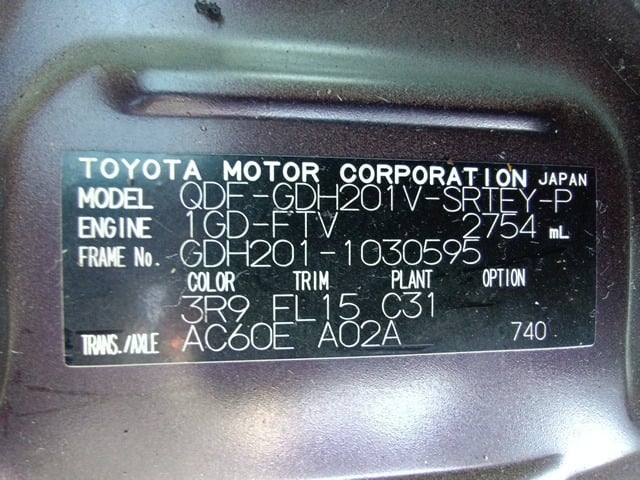 TOYOTA MOTOR CORPORATION JAPAN
MODEL QDF-GDH201V-SRTEY-P
ENGINE 1GD-FTV 2754 mL
FRAME No. GDH201-1030595
COLOR TRIM PLANT OPTION
3R9 FL15 C31
TRANS./AXLE AC60E A02A 740